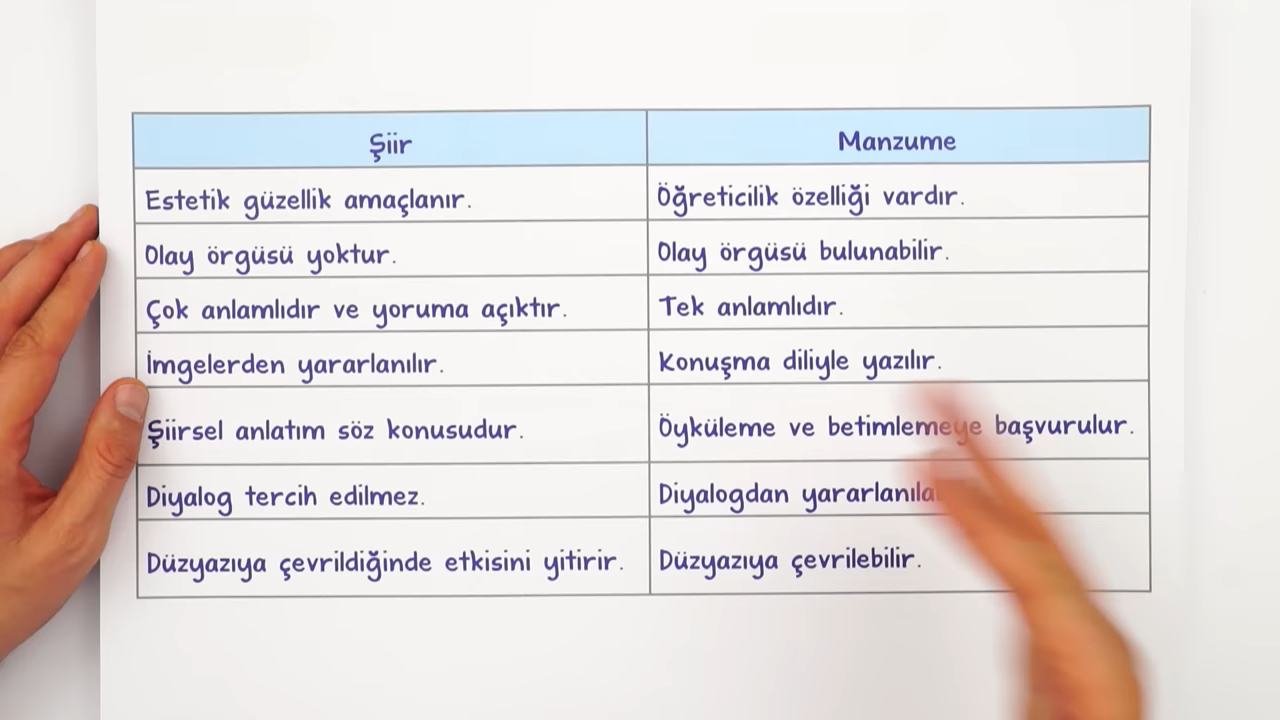 Şiir
Manzume
Estetik güzellik amaçlanır.
Öğreticilik özelliği vardır.
Olay örgüsü yoktur.
Olay örgüsü bulunabilir.
Çok anlamlıdır ve yoruma açıktır.
Tek anlamlıdır.
İmgelerden yararlanılır.
Konuşma diliyle yazılır.
Şiirsel anlatım söz konusudur.
Öyküleme ve betimlemeye başvurulur.
Diyalog tercih edilmez.
Diyalogdan
Düzyazıya çevrildiğinde etkisini yitirir.
Düzyazıya çevrilebilir.